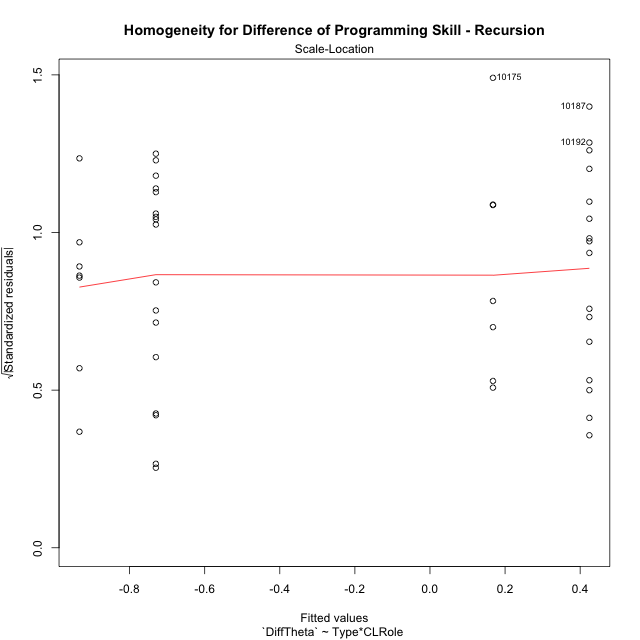 Homogeneity for Difference of Programming Skill - Recursion
Scale-Location
√|Standardized residuals|
1.5
1.0
0.5
0.0
10175
10187
10192
-0.8 -0.6 -0.4 -0.2 0.0 0.2 0.4
Fitted values
`DiffTheta` ~ Type*CLRole